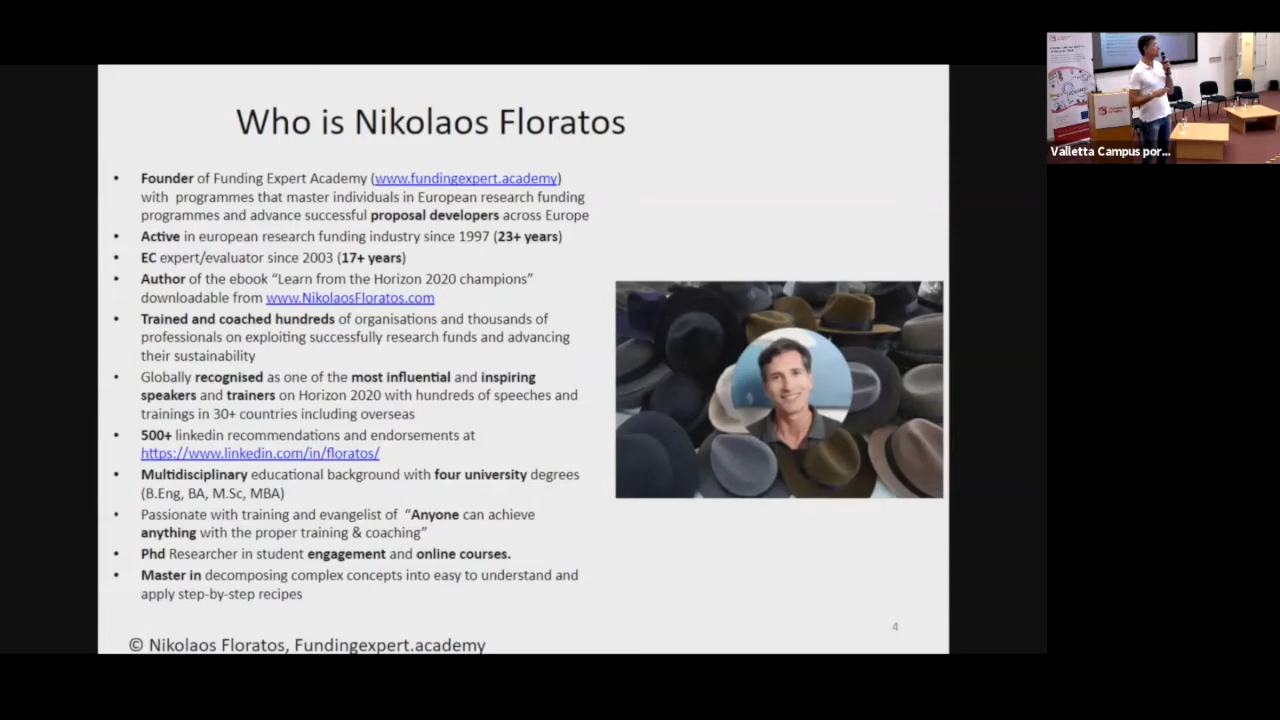 Who is Nikolaos Floratos
• Founder of Funding Expert Academy (www.fundingexpert.academy)
with programmes that master individuals in European research funding
programmes and advance successful proposal developers across Europe
• Active in european research funding industry since 1997 (23+ years)
• EC expert/evaluator since 2003 (17+ years)
• Author of the ebook “Learn from the Horizon 2020 champions”
downloadable from www.NikolaosFloratos.com
• Trained and coached hundreds of organisations and thousands of
professionals on exploiting successfully research funds and advancing
their sustainability
• Globally recognised as one of the most influential and inspiring
speakers and trainers on Horizon 2020 with hundreds of speeches and
trainings in 30+ countries including overseas
• 500+ linkedin recommendations and endorsements at
https://www.linkedin.com/in/floratos/
• Multidisciplinary educational background with four university degrees
(B.Eng, BA, M.Sc, MBA)
• Passionate with training and evangelist of “Anyone can achieve
anything with the proper training & coaching”
• Phd Researcher in student engagement and online courses.
• Master in decomposing complex concepts into easy to understand and
apply step-by-step recipes
4
© Nikolaos Floratos, Fundingexpert.academy
Valletta Campus por...